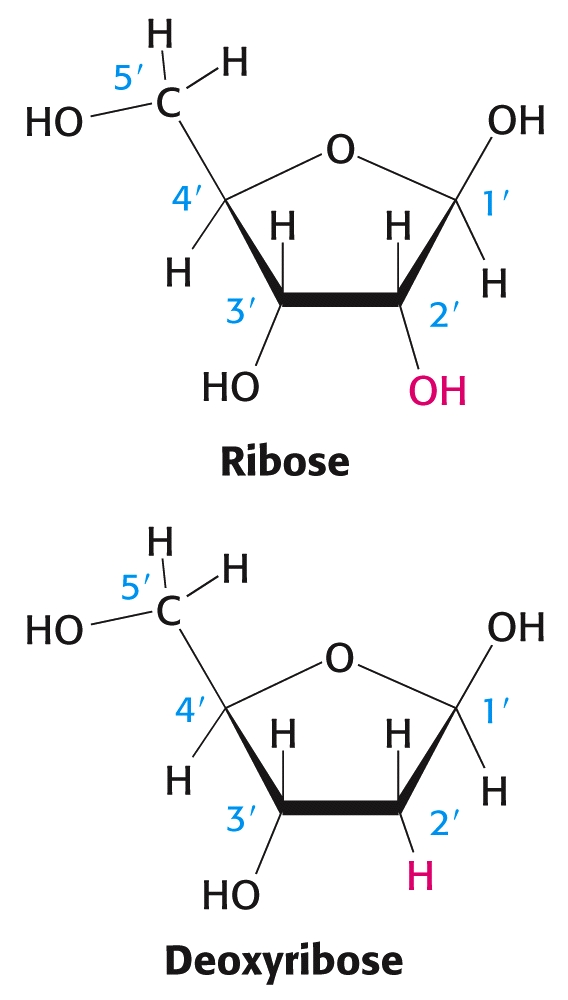 H
5′ H
HO C OH
O
4′ 1′
H H
H H
3′ 2′
HO OH
Ribose
H
5′ H
HO C OH
O
4′ 1′
H H
H H
3′ 2′
HO H
Deoxyribose